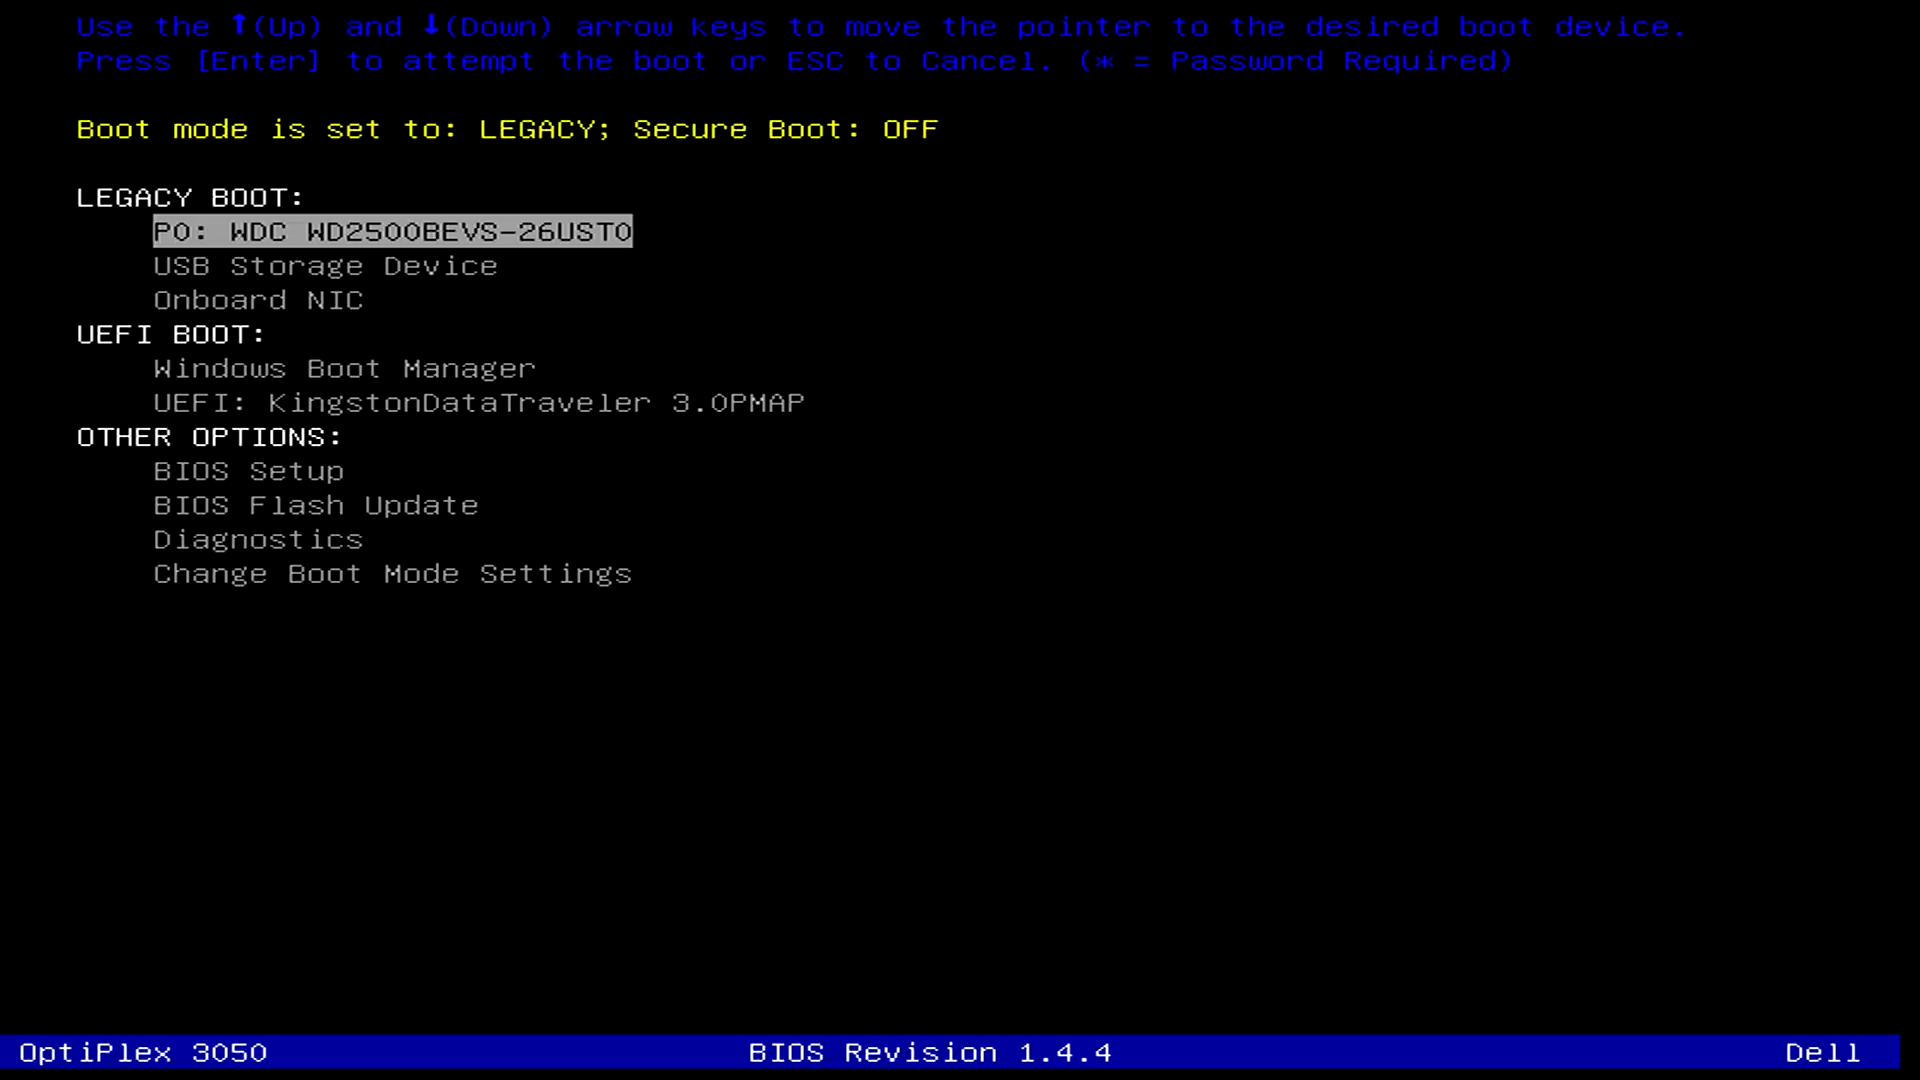 Use the ↑(Up) and ↓(Down) arrow keys to move the pointer to the desired boot device.
Press [Enter] to attempt the boot or ESC to Cancel. (* = Password Required)
Boot mode is set to: LEGACY; Secure Boot: OFF
LEGACY BOOT:
P0: WDC WD2500BEVS-26UST0
USB Storage Device
Onboard NIC
UEFI BOOT:
Windows Boot Manager
UEFI: KingstonDataTraveler 3.0PMAP
OTHER OPTIONS:
BIOS Setup
BIOS Flash Update
Diagnostics
Change Boot Mode Settings
OptiPlex 3050 BIOS Revision 1.4.4 Dell